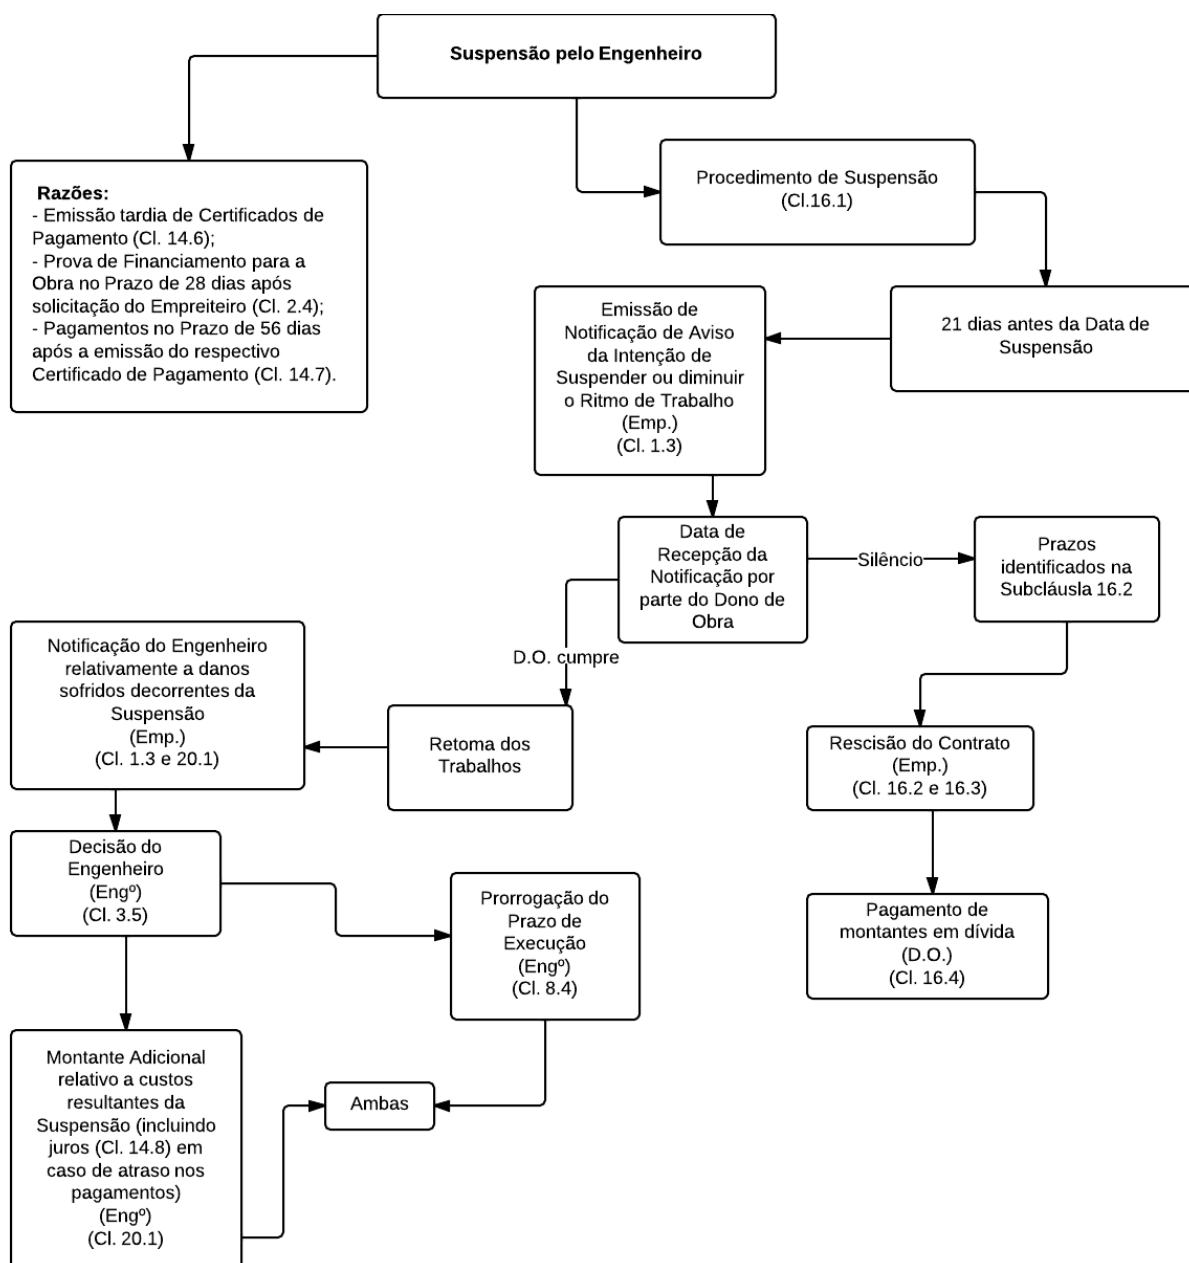 Suspensão pelo Engenheiro
Razões:
- Emissão tardia de Certificados de
Pagamento (Cl. 14.6);
- Prova de Financiamento para a
Obra no Prazo de 28 dias após
solicitação do Empreiteiro (Cl. 2.4);
- Pagamentos no Prazo de 56 dias
após a emissão do respectivo
Certificado de Pagamento (Cl. 14.7).
Procedimento de Suspensão
(Cl.16.1)
21 dias antes da Data de
Suspensão
Emissão de
Notificação de Aviso
da Intenção de
Suspender ou diminuir
o Ritmo de Trabalho
(Emp.)
(Cl. 1.3)
Data de
Recepção da
Notificação por
parte do Dono de
Obra
Silêncio
Prazos
identificados na
Subcláusla 16.2
D.O. cumpre
Retoma dos
Trabalhos
Notificação do Engenheiro
relativamente a danos
sofridos decorrentes da
Suspensão
(Emp.)
(Cl. 1.3 e 20.1)
Rescisão do Contrato
(Emp.)
(Cl. 16.2 e 16.3)
Decisão do
Engenheiro
(Engº)
(Cl. 3.5)
Prorrogação do
Prazo de
Execução
(Engº)
(Cl. 8.4)
Pagamento de
montantes em dívida
(D.O.)
(Cl. 16.4)
Montante Adicional
relativo a custos
resultantes da
Suspensão (incluindo
juros (Cl. 14.8) em
caso de atraso nos
pagamentos)
(Engº)
(Cl. 20.1)
Ambas